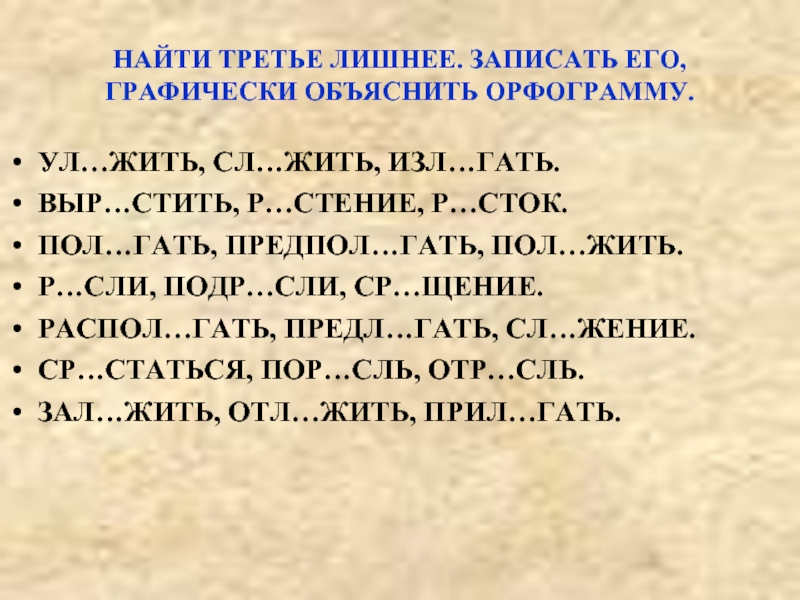 НАЙТИ ТРЕТЬЕ ЛИШНЕЕ. ЗАПИСАТЬ ЕГО,
ГРАФИЧЕСКИ ОБЪЯСНИТЬ ОРФОГРАММУ.
• УЛ…ЖИТЬ, СЛ…ЖИТЬ, ИЗЛ…ГАТЬ.
• ВЫР…СТИТЬ, Р…СТЕНИЕ, Р…СТОК.
• ПОЛ…ГАТЬ, ПРЕДПОЛ…ГАТЬ, ПОЛ…ЖИТЬ.
• Р…СЛИ, ПОДР…СЛИ, СР…ЩЕНИЕ.
• РАСПОЛ…ГАТЬ, ПРЕДЛ…ГАТЬ, СЛ…ЖЕНИЕ.
• СР…СТАТЬСЯ, ПОР…СЛЬ, ОТР…СЛЬ.
• ЗАЛ…ЖИТЬ, ОТЛ…ЖИТЬ, ПРИЛ…ГАТЬ.